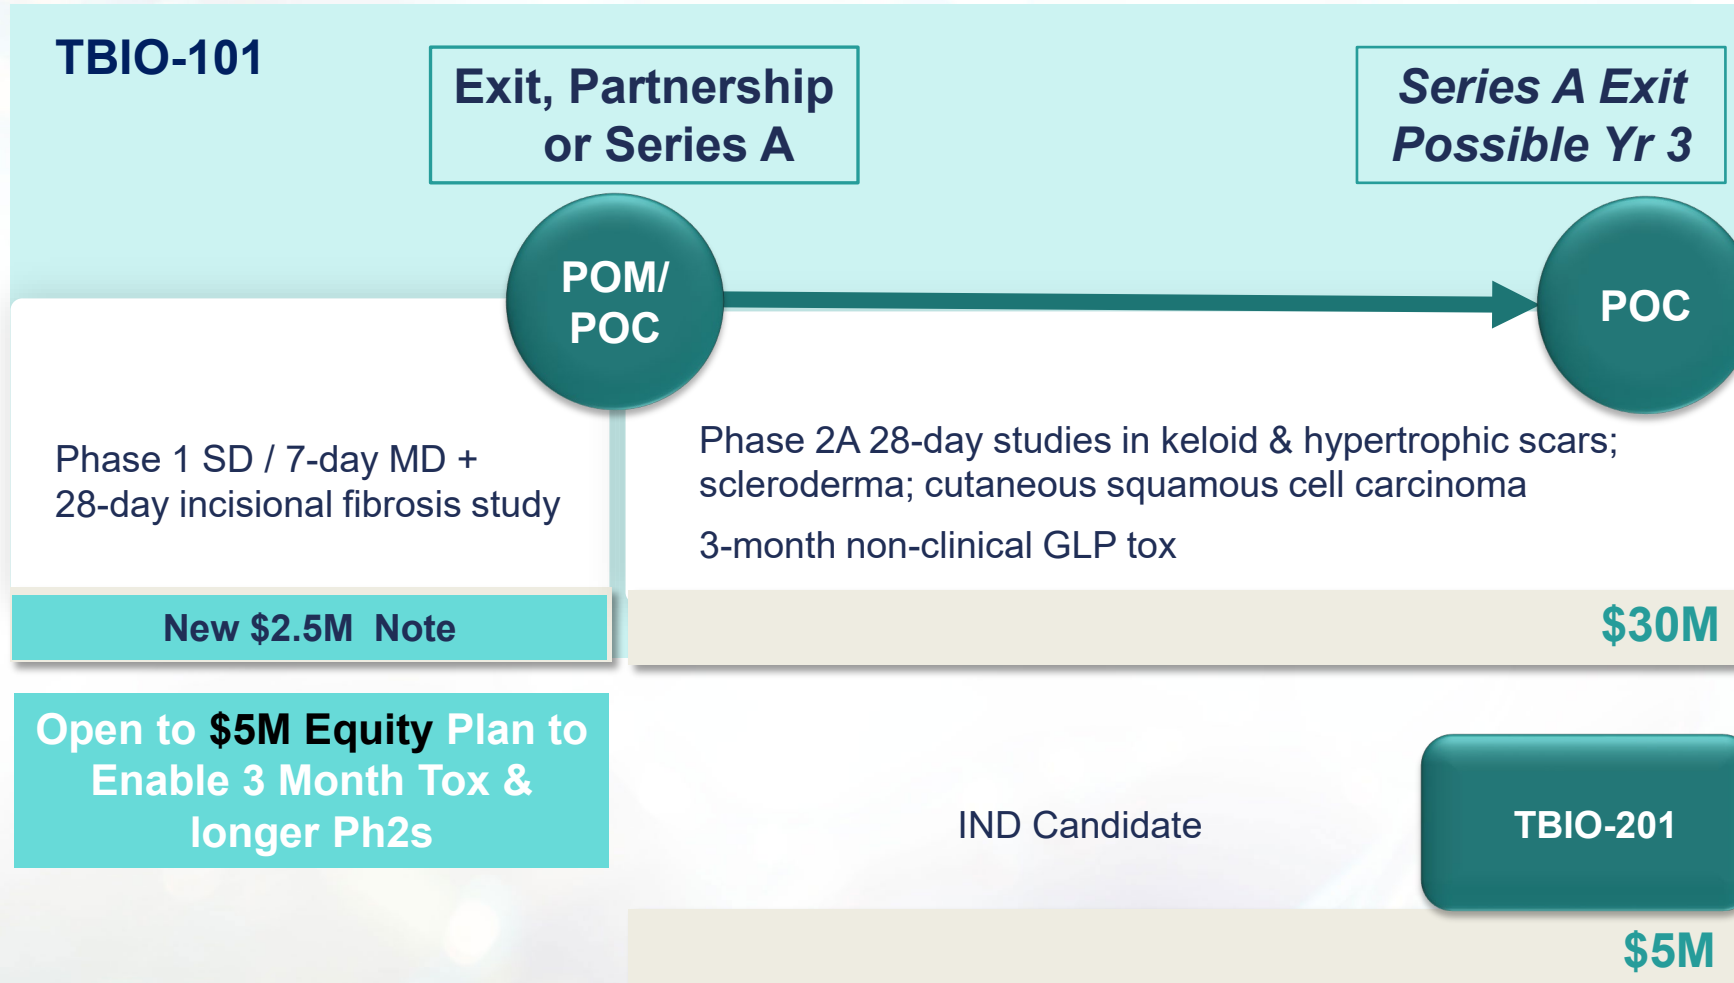 TBIO-101
Exit, Partnership
or Series A
Series A Exit
Possible Yr 3
POM/
POC
POC
Phase 1 SD / 7-day MD +
28-day incisional fibrosis study
Phase 2A 28-day studies in keloid & hypertrophic scars;
scleroderma; cutaneous squamous cell carcinoma
3-month non-clinical GLP tox
New $2.5M Note
$30M
Open to $5M Equity Plan to
Enable 3 Month Tox &
longer Ph2s
IND Candidate
TBIO-201
$5M